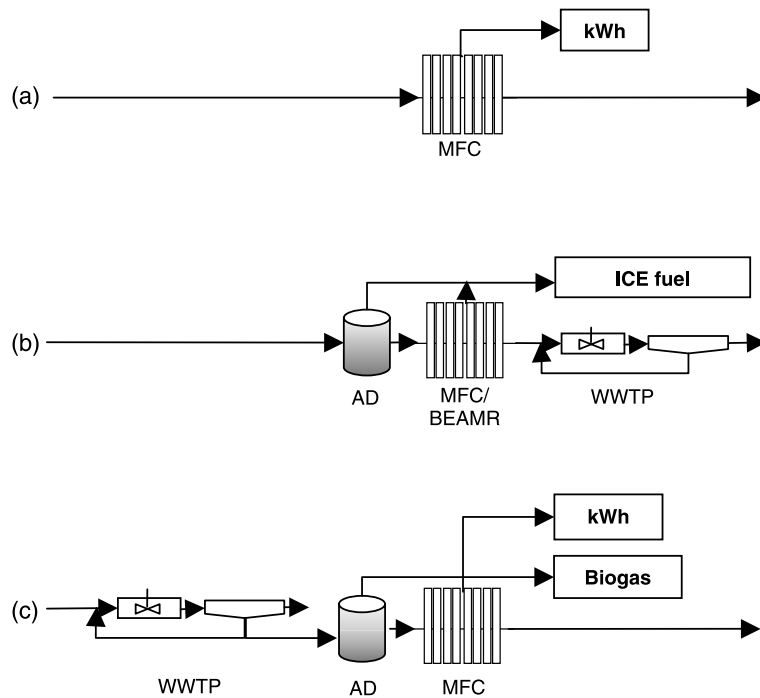 kWh
(a)
MFC
ICE fuel
(b)
AD
MFC/
BEAMR
WWTP
kWh
Biogas
(c)
WWTP
AD
MFC